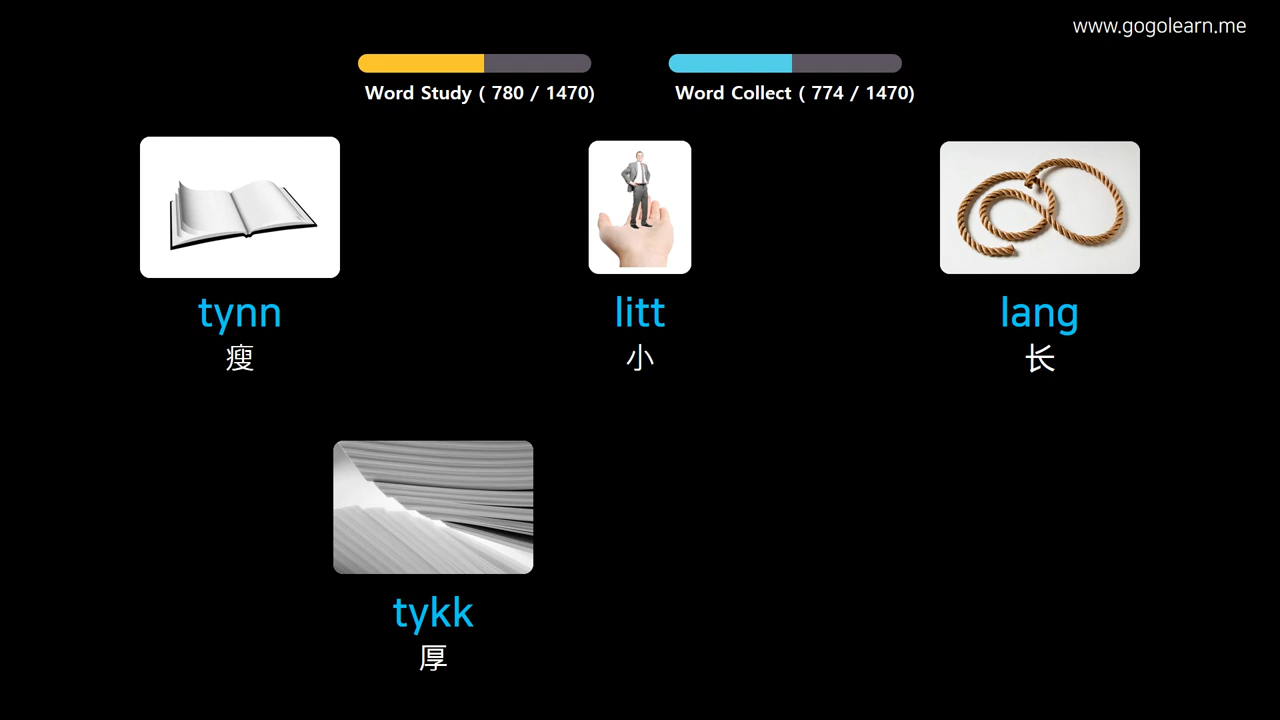 www.gogolearn.me
Word Study ( 780 / 1470)
Word Collect ( 774 / 1470)
tynn
瘦
litt
小
lang
长
tykk
厚